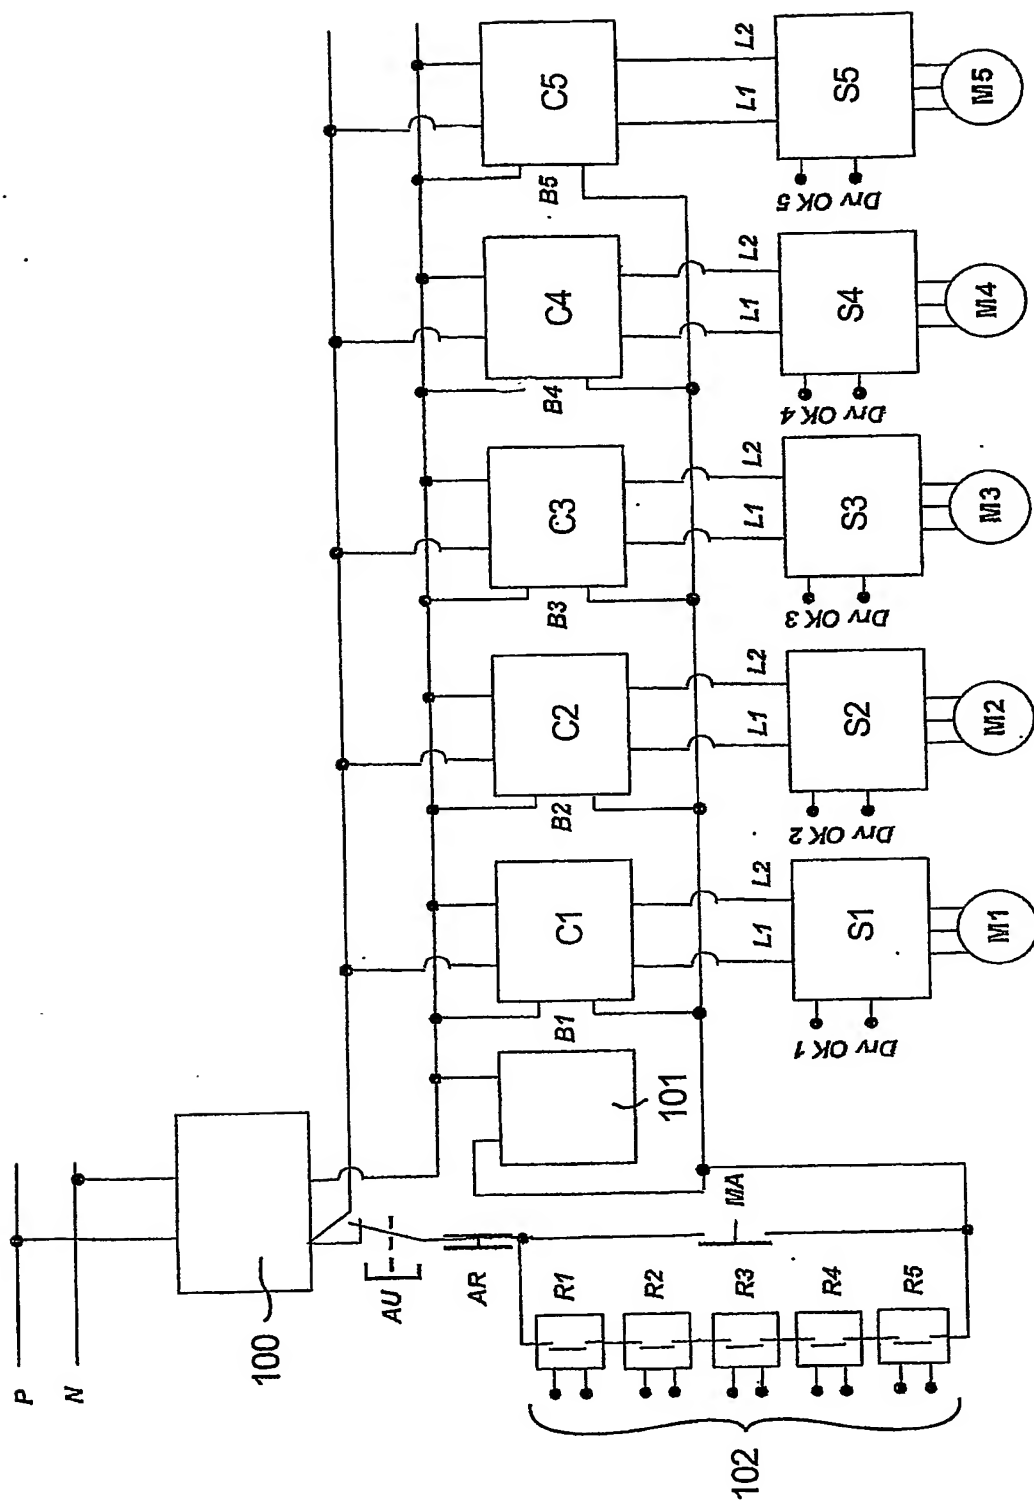 P
N
100
AU
AR
MA
101
R1
R2
R3
R4
R5
102
B1
C1
L1
L2
Drv OK 1
S1
M1
B2
C2
L1
L2
Drv OK 2
S2
M2
B3
C3
L1
L2
Drv OK 3
S3
M3
B4
C4
L1
L2
Drv OK 4
S4
M4
B5
C5
L1
L2
Drv OK 5
S5
M5